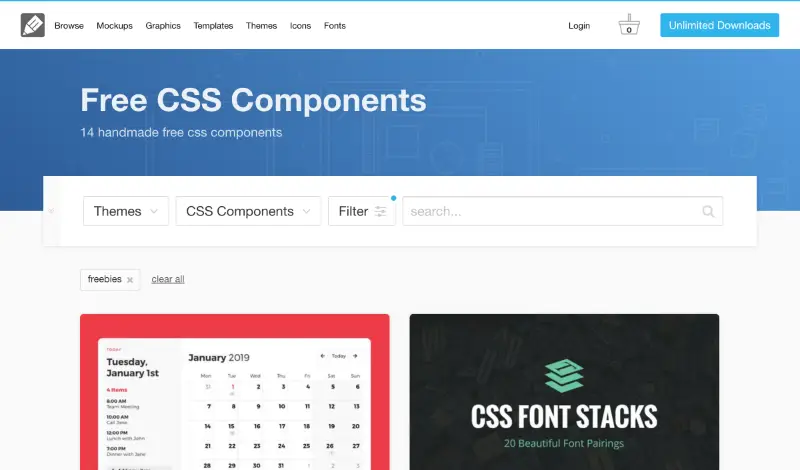 Browse Mockups Graphics Templates Themes Icons Fonts Login 0 Unlimited Downloads
Free CSS Components
14 handmade free css components
Themes CSS Components Filter search...
freebies × clear all
TODAY
Tuesday,
January 1st
4 Items
8:00 AM
Team Meeting
10:00 AM
Call Jane
12:00 PM
Lunch with John
7:00 PM
January 2019 Today
Mon Tue Wed Thu Fri Sat Sun
31 1 2 3 4 5 6
7 8 9 10 11 12 13
14 15 16 17 18 19 20
21 22 23 24 25 26 27
28 29 30 31 1 2 3
CSS FONT STACKS
20 Beautiful Font Pairings